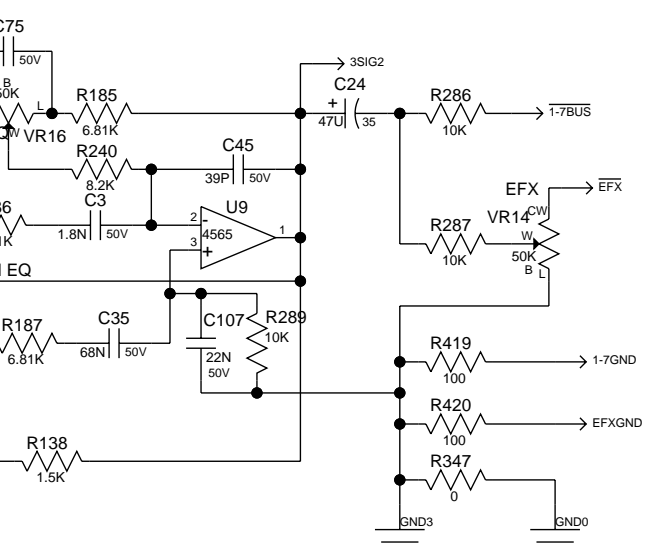 C75
50V
3SIG2
B
50K
L
W
VR16
R185
6.81K
C24
+
47U
35
R286
10K
1-7BUS
R240
8.2K
C45
39P
50V
C3
1.8N
50V
1K
U9
2
-
4565
3
+
1
EFX
EFX
VR14
CW
W
50K
B
L
R287
10K
EQ
R187
6.81K
C35
68N
50V
C107
22N
50V
R289
10K
R419
100
1-7GND
R420
100
EFXGND
R138
1.5K
R347
0
GND3
GND0